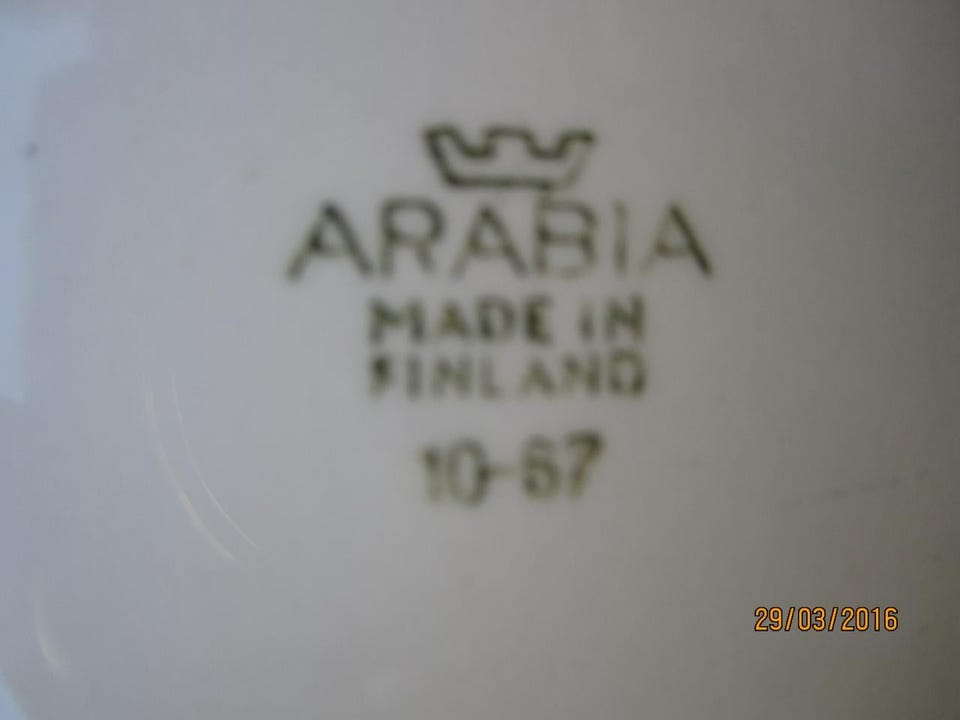 ARABIA
MADE IN
FINLAND
10-67
29/03/2016